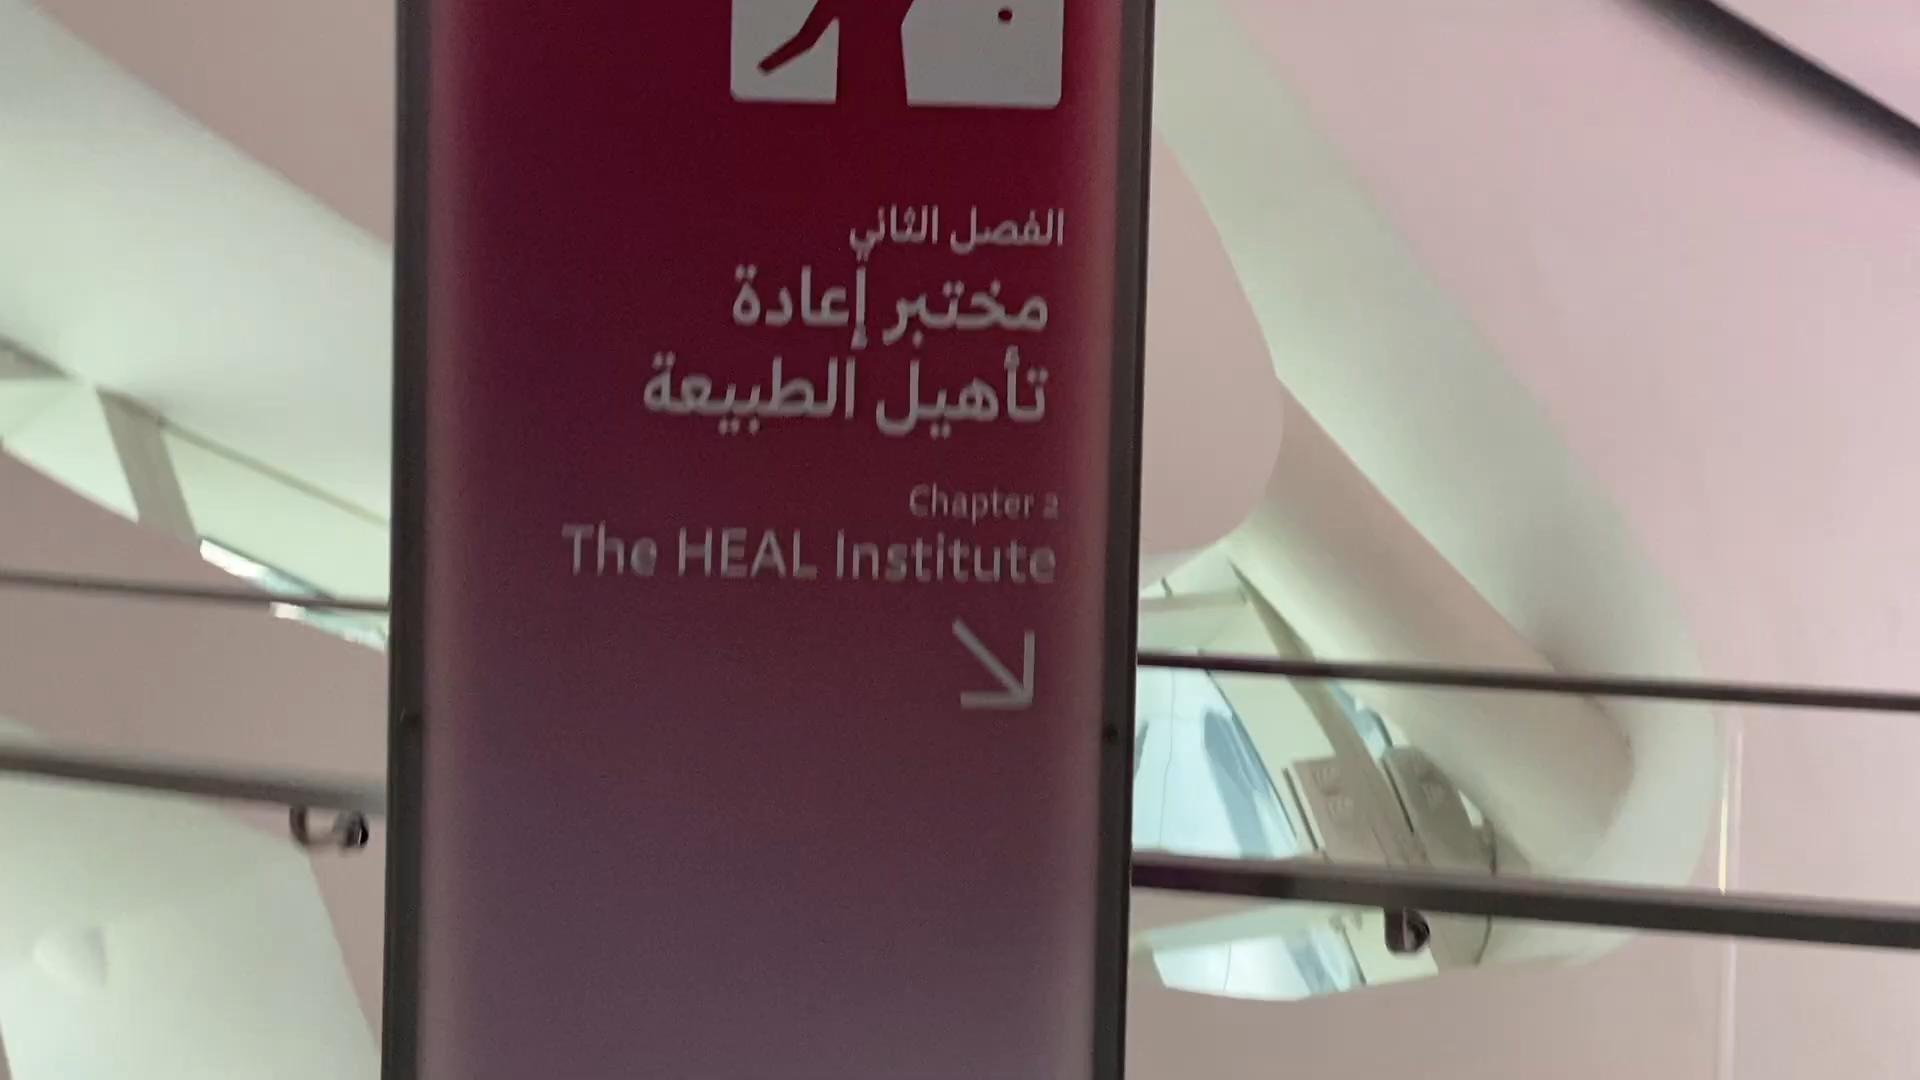 الفصل الثاني
مختبر إعادة
تأهيل الطبيعة
Chapter 2
The HEAL Institute